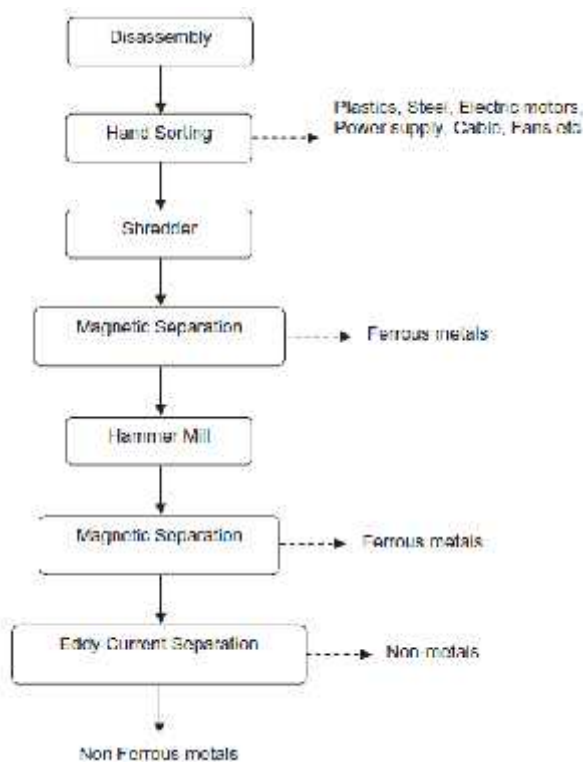 Disassembly
Hand Sorting
Plastics, Steel, Electric motors,
Power supply, Cable, Fans etc
Shredder
Magnetic Separation
Ferrous metals
Hammer Mill
Magnetic Separation
Ferrous metals
Eddy Current Separation
Non-metals
Non Ferrous metals